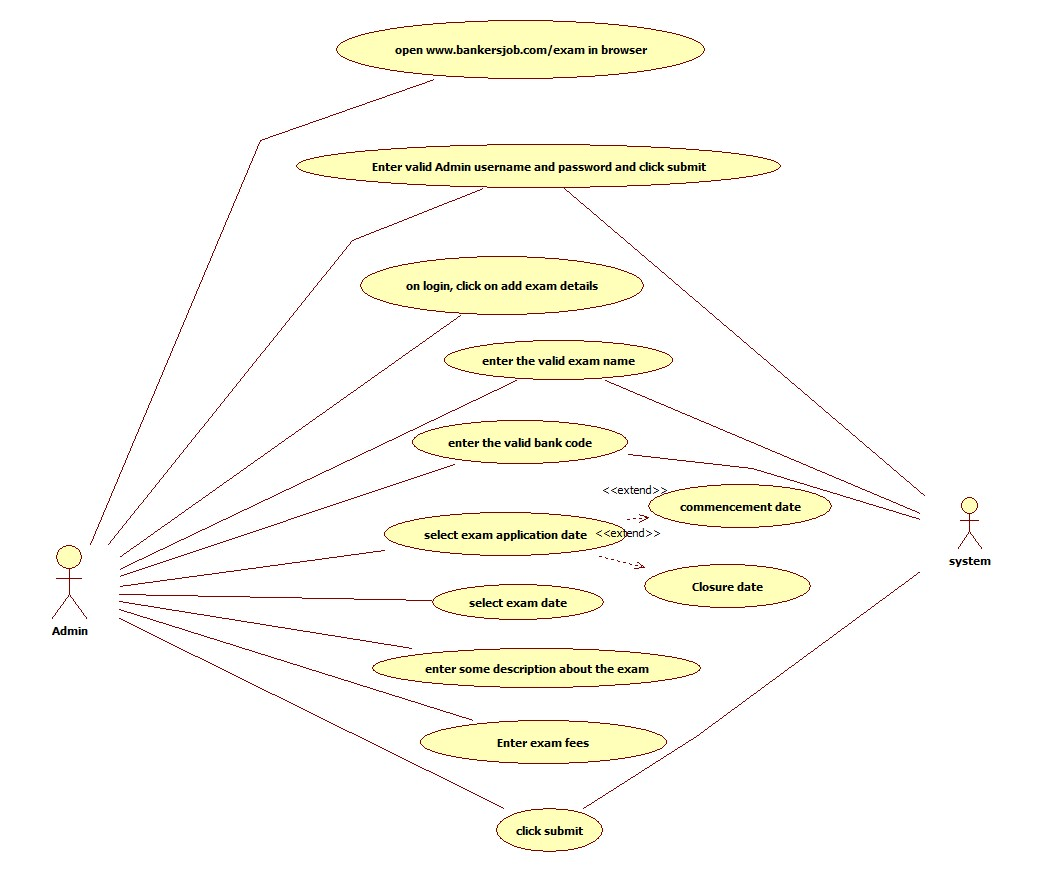 open www.bankersjob.com/exam in browser
Enter valid Admin username and password and click submit
on login, click on add exam details
enter the valid exam name
enter the valid bank code
<<extend>>
commencement date
select exam application date
<<extend>>
system
Closure date
select exam date
Admin
enter some description about the exam
Enter exam fees
click submit